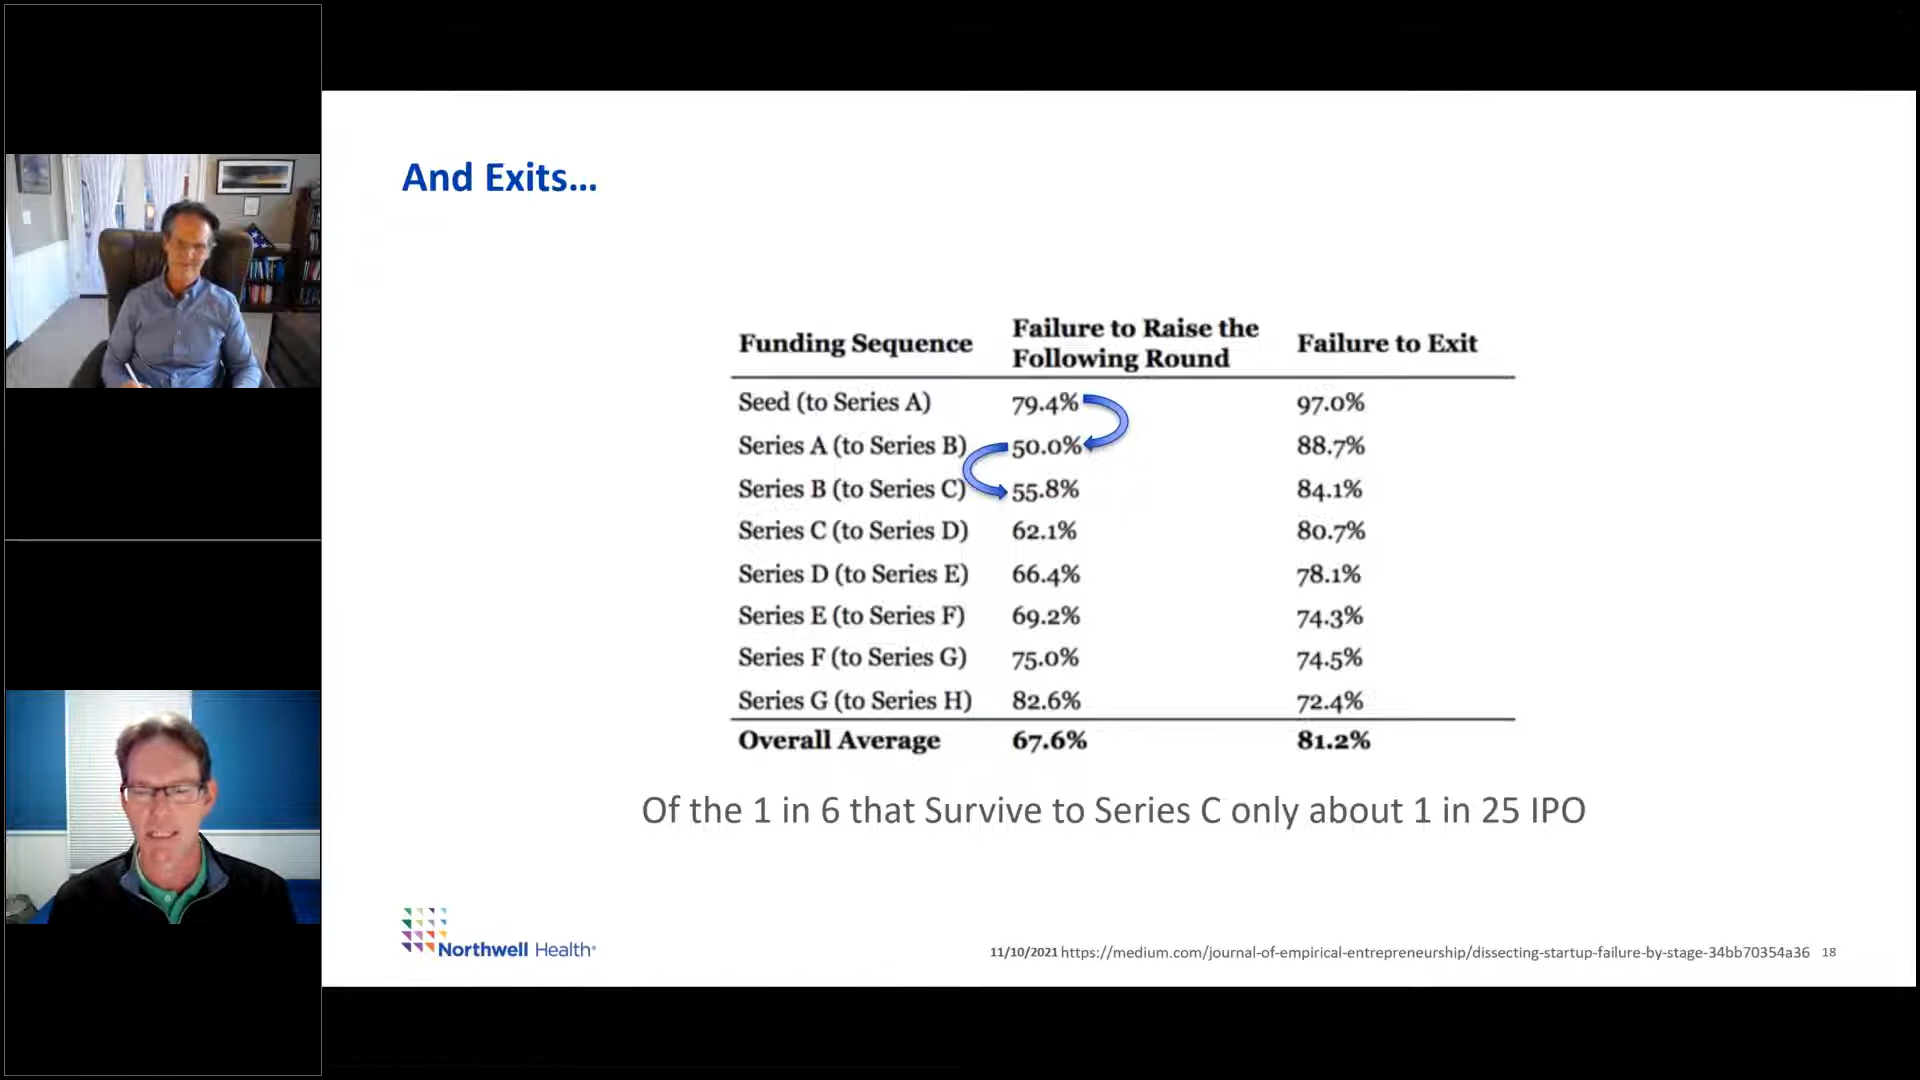 And Exits…
Funding Sequence Failure to Raise the Following Round Failure to Exit
Seed (to Series A) 79.4% 97.0%
Series A (to Series B) 50.0% 88.7%
Series B (to Series C) 55.8% 84.1%
Series C (to Series D) 62.1% 80.7%
Series D (to Series E) 66.4% 78.1%
Series E (to Series F) 69.2% 74.3%
Series F (to Series G) 75.0% 74.5%
Series G (to Series H) 82.6% 72.4%
Overall Average 67.6% 81.2%
Of the 1 in 6 that Survive to Series C only about 1 in 25 IPO
Northwell Health®
11/10/2021 https://medium.com/journal-of-empirical-entrepreneurship/dissecting-startup-failure-by-stage-34bb70354a36 18